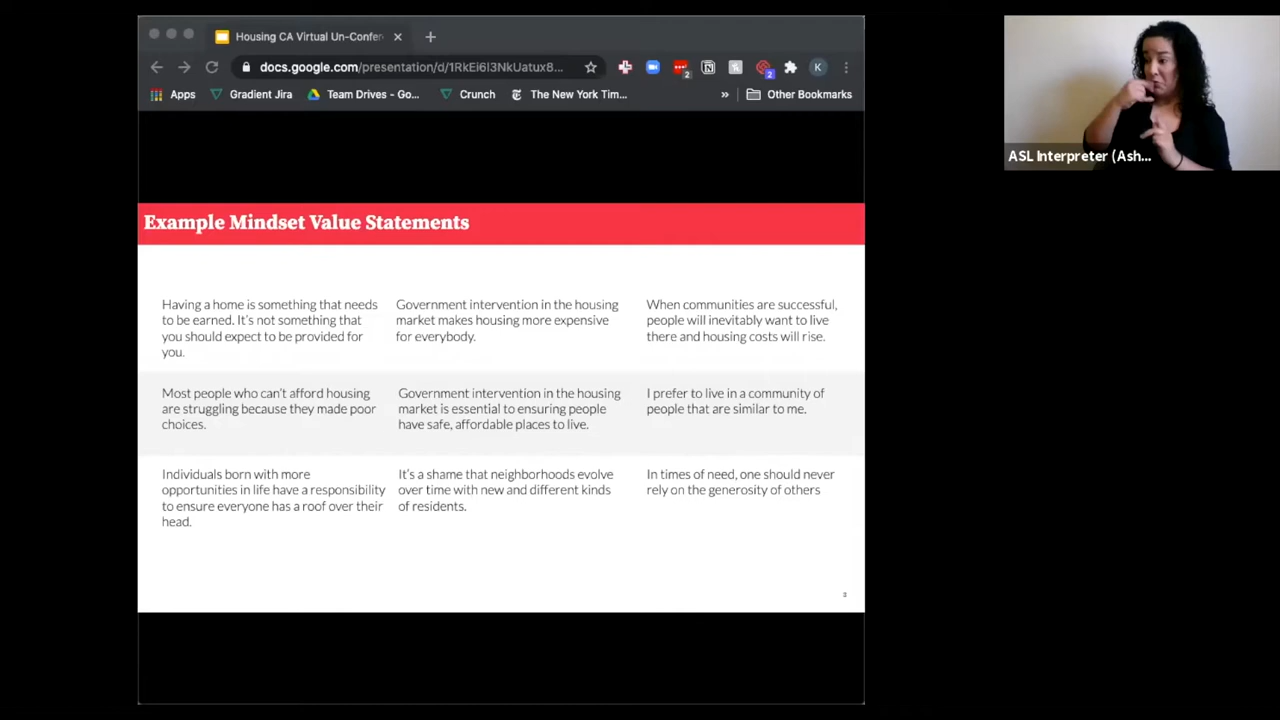 Housing CA Virtual Un-Confer
docs.google.com/presentation/d/1RkEi6l3NkUatux8...
2
2
K
Apps
Gradient Jira
Team Drives - Go...
Crunch
The New York Tim...
»
Other Bookmarks
ASL Interpreter (Ash...
Example Mindset Value Statements
Having a home is something that needs
to be earned. It's not something that
you should expect to be provided for
you.
Government intervention in the housing
market makes housing more expensive
for everybody.
When communities are successful,
people will inevitably want to live
there and housing costs will rise.
Most people who can't afford housing
are struggling because they made poor
choices.
Government intervention in the housing
market is essential to ensuring people
have safe, affordable places to live.
I prefer to live in a community of
people that are similar to me.
Individuals born with more
opportunities in life have a responsibility
to ensure everyone has a roof over their
head.
It's a shame that neighborhoods evolve
over time with new and different kinds
of residents.
In times of need, one should never
rely on the generosity of others